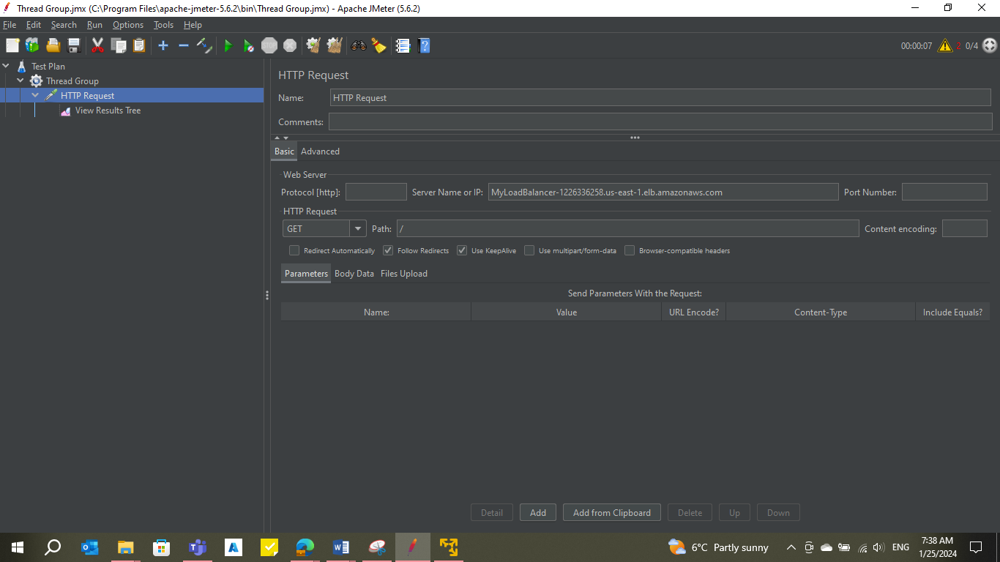 Thread Group.jmx (C:\Program Files\apache-jmeter-5.6.2\bin\Thread Group.jmx) - Apache JMeter (5.6.2)
File Edit Search Run Options Tools Help
STOP 00:00:07 2 0/4
Test Plan
Thread Group
HTTP Request
View Results Tree
HTTP Request
Name: HTTP Request
Comments:
Basic Advanced
Web Server
Protocol [http]: Server Name or IP: MyLoadBalancer-1226336258.us-east-1.elb.amazonaws.com Port Number:
HTTP Request
GET Path: / Content encoding:
Redirect Automatically Follow Redirects Use KeepAlive Use multipart/form-data Browser-compatible headers
Parameters Body Data Files Upload
Send Parameters With the Request:
Name: Value URL Encode? Content-Type Include Equals?
Detail Add Add from Clipboard Delete Up Down
6°C Partly sunny ENG 7:38 AM
1/25/2024